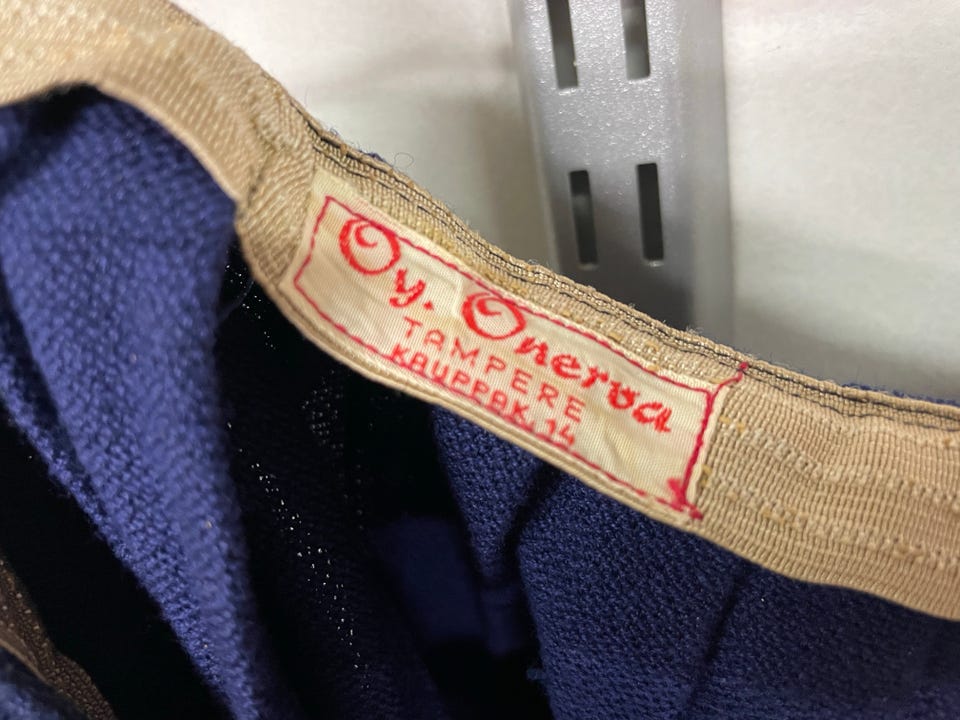 Oy. Onerva
TAMPERE
KAUPPAK. 14